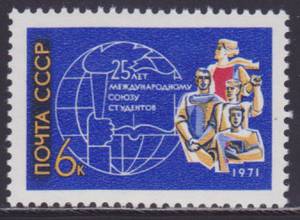 25 ЛЕТ
МЕЖДУНАРОДНОМУ
СОЮЗУ
СТУДЕНТОВ
ПОЧТА СССР
6К
1971